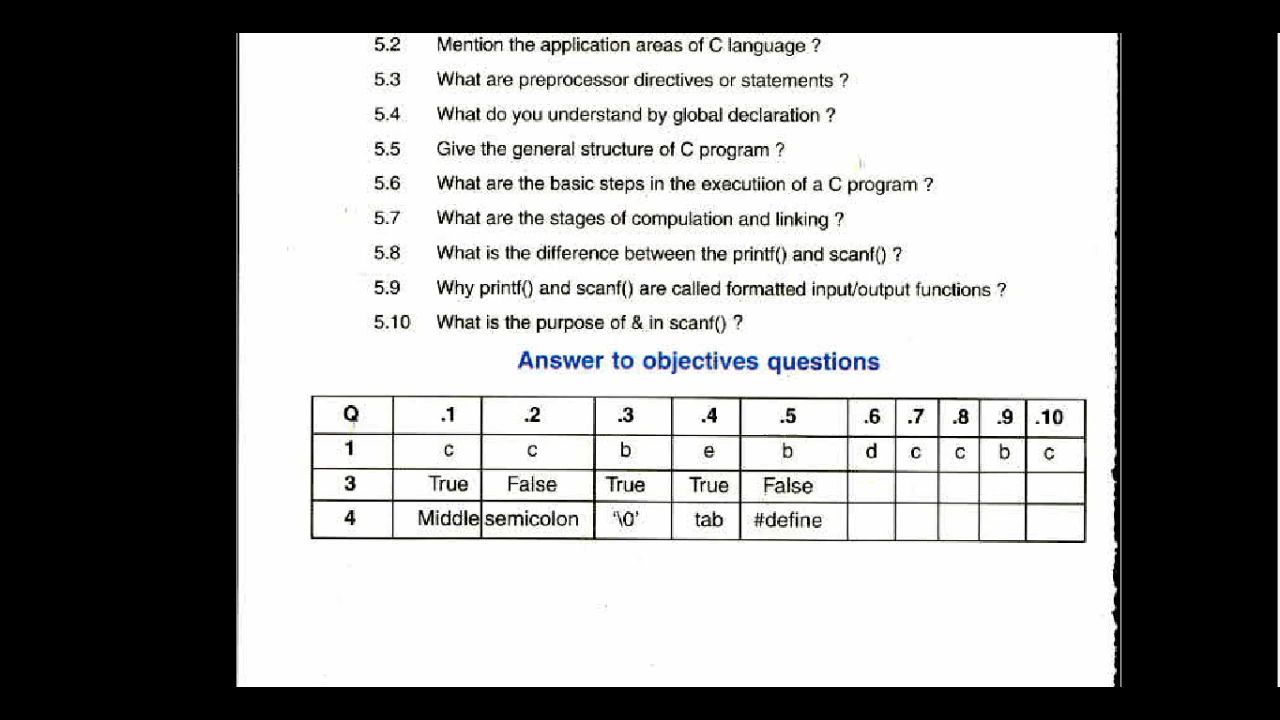 5.2 Mention the application areas of C language ?
5.3 What are preprocessor directives or statements ?
5.4 What do you understand by global declaration ?
5.5 Give the general structure of C program ?
5.6 What are the basic steps in the executiion of a C program ?
5.7 What are the stages of compulation and linking ?
5.8 What is the difference between the printf() and scanf() ?
5.9 Why printf() and scanf() are called formatted input/output functions ?
5.10 What is the purpose of & in scanf() ?
Answer to objectives questions
Q .1 .2 .3 .4 .5 .6 .7 .8 .9 .10
1 c c b e b d c c b c
3 True False True True False
4 Middle semicolon '\0' tab #define